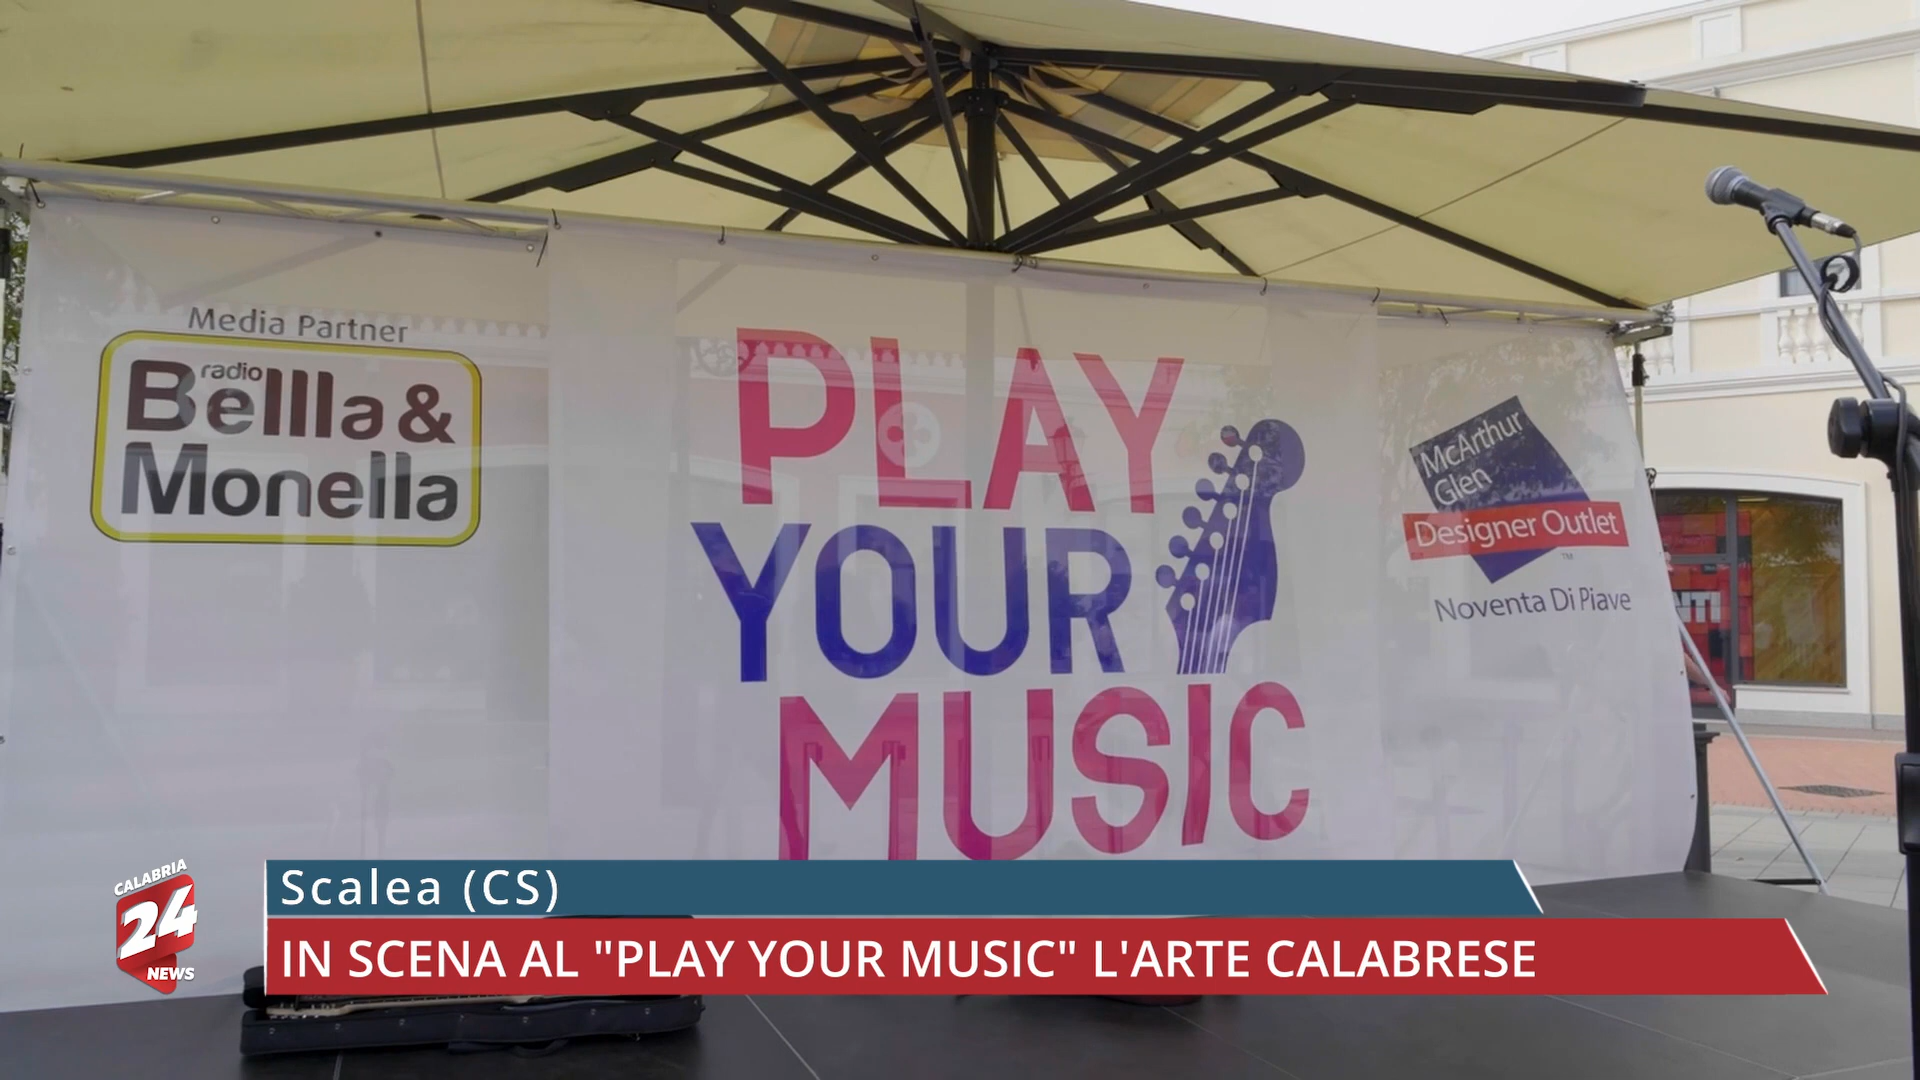 Media Partner
radio
Bellla &
Monella
PLAY
YOUR
MUSIC
McArthur
Glen
Designer Outlet
TM
Noventa Di Piave
CALABRIA
24
NEWS
Scalea (CS)
IN SCENA AL "PLAY YOUR MUSIC" L'ARTE CALABRESE